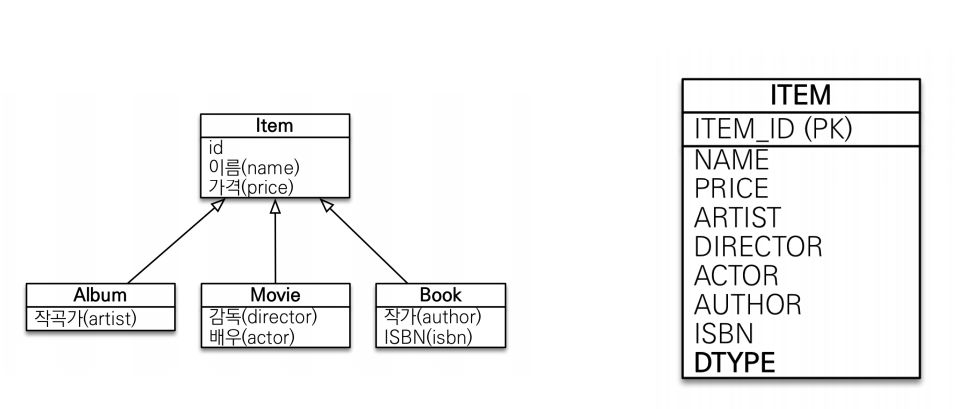 Item
id
이름(name)
가격(price)
Album
작곡가(artist)
Movie
감독(director)
배우(actor)
Book
작가(author)
ISBN(isbn)
ITEM
ITEM_ID (PK)
NAME
PRICE
ARTIST
DIRECTOR
ACTOR
AUTHOR
ISBN
DTYPE